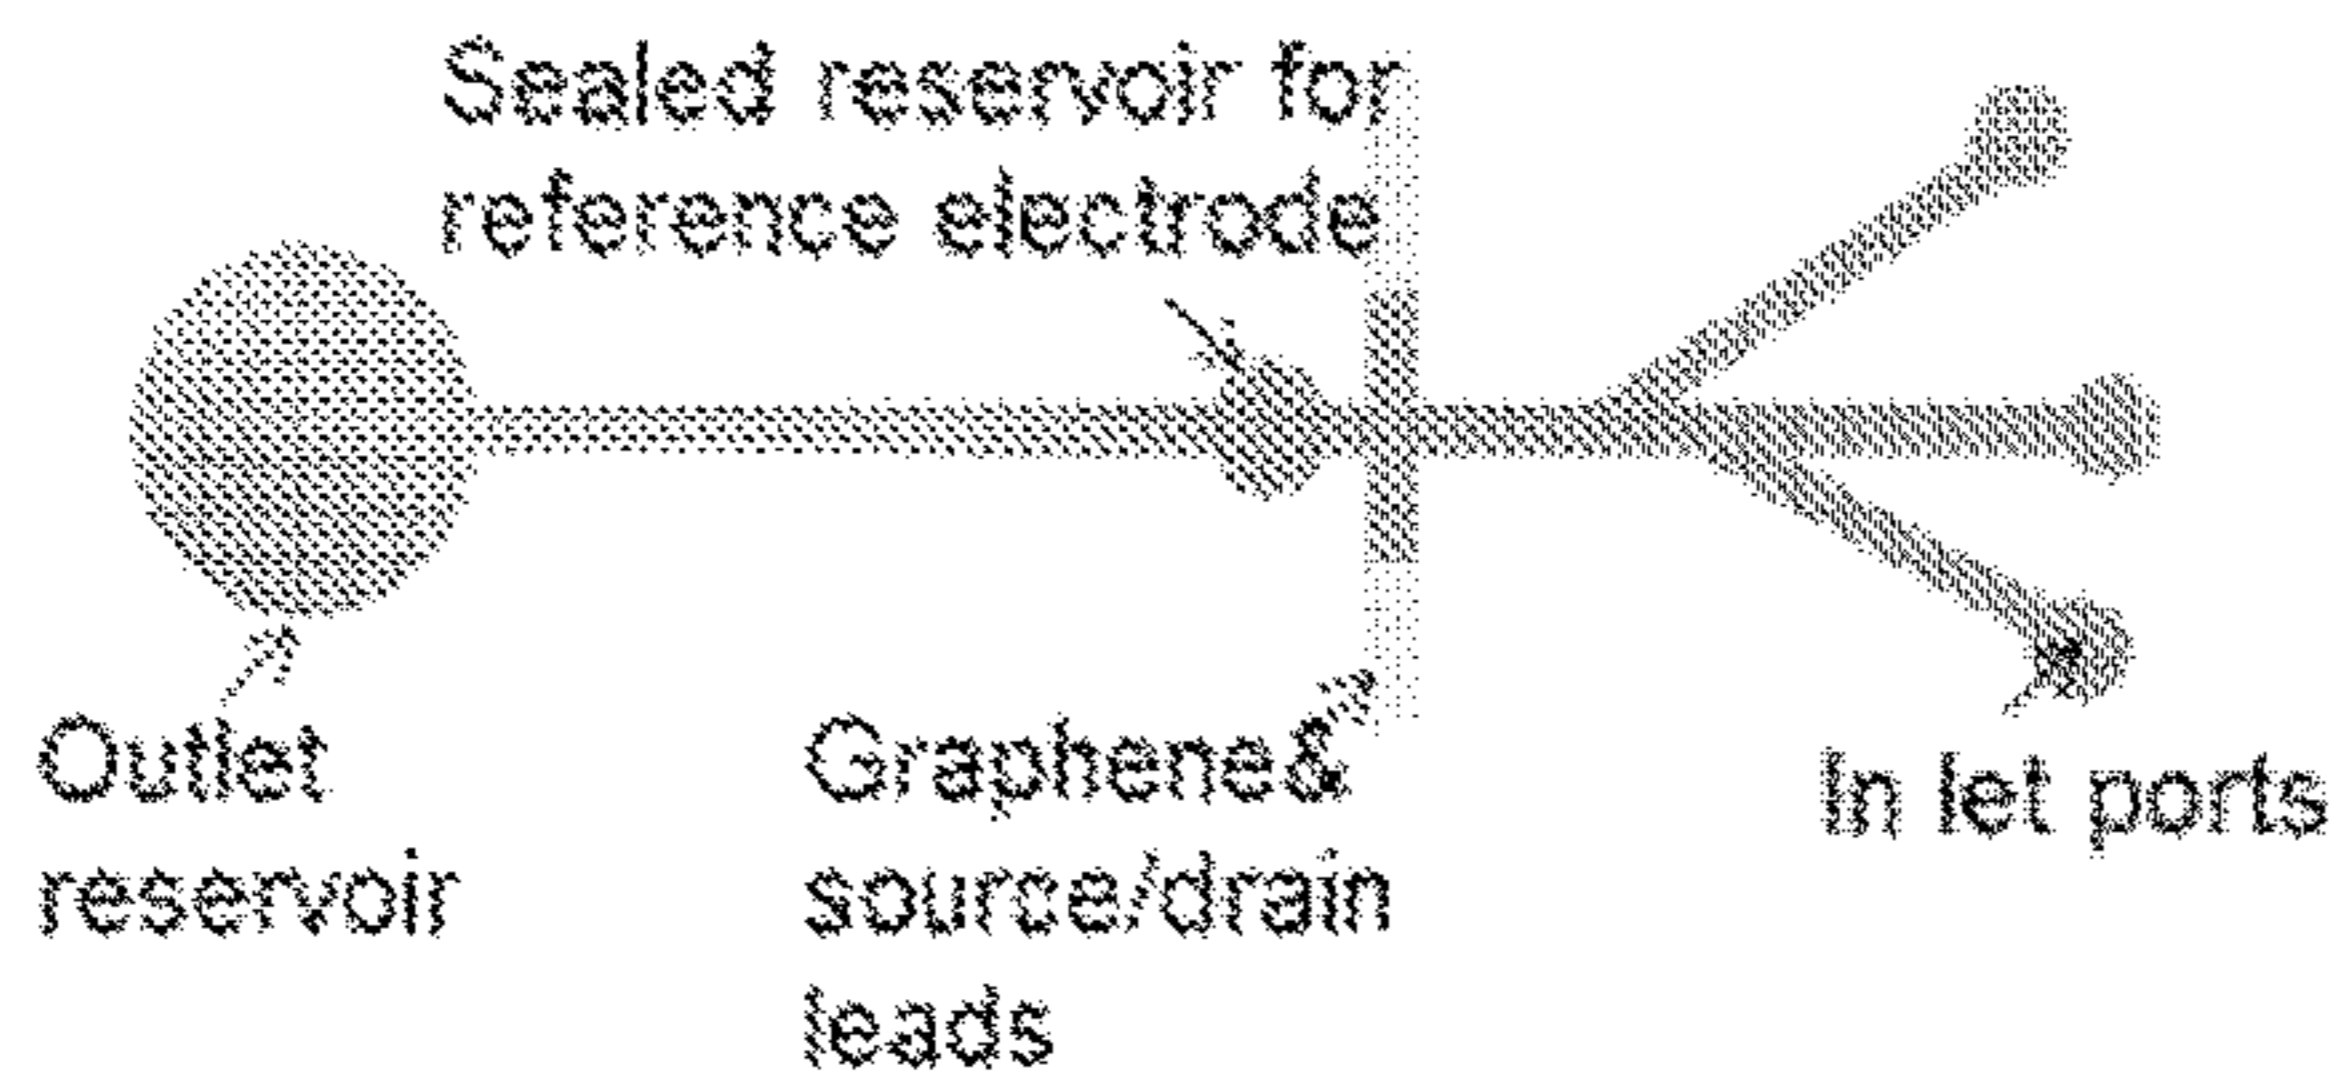 Sealed reservoir for
reference electrode
Outlet
reservoir
Graphene&
source/drain
leads
In let ports